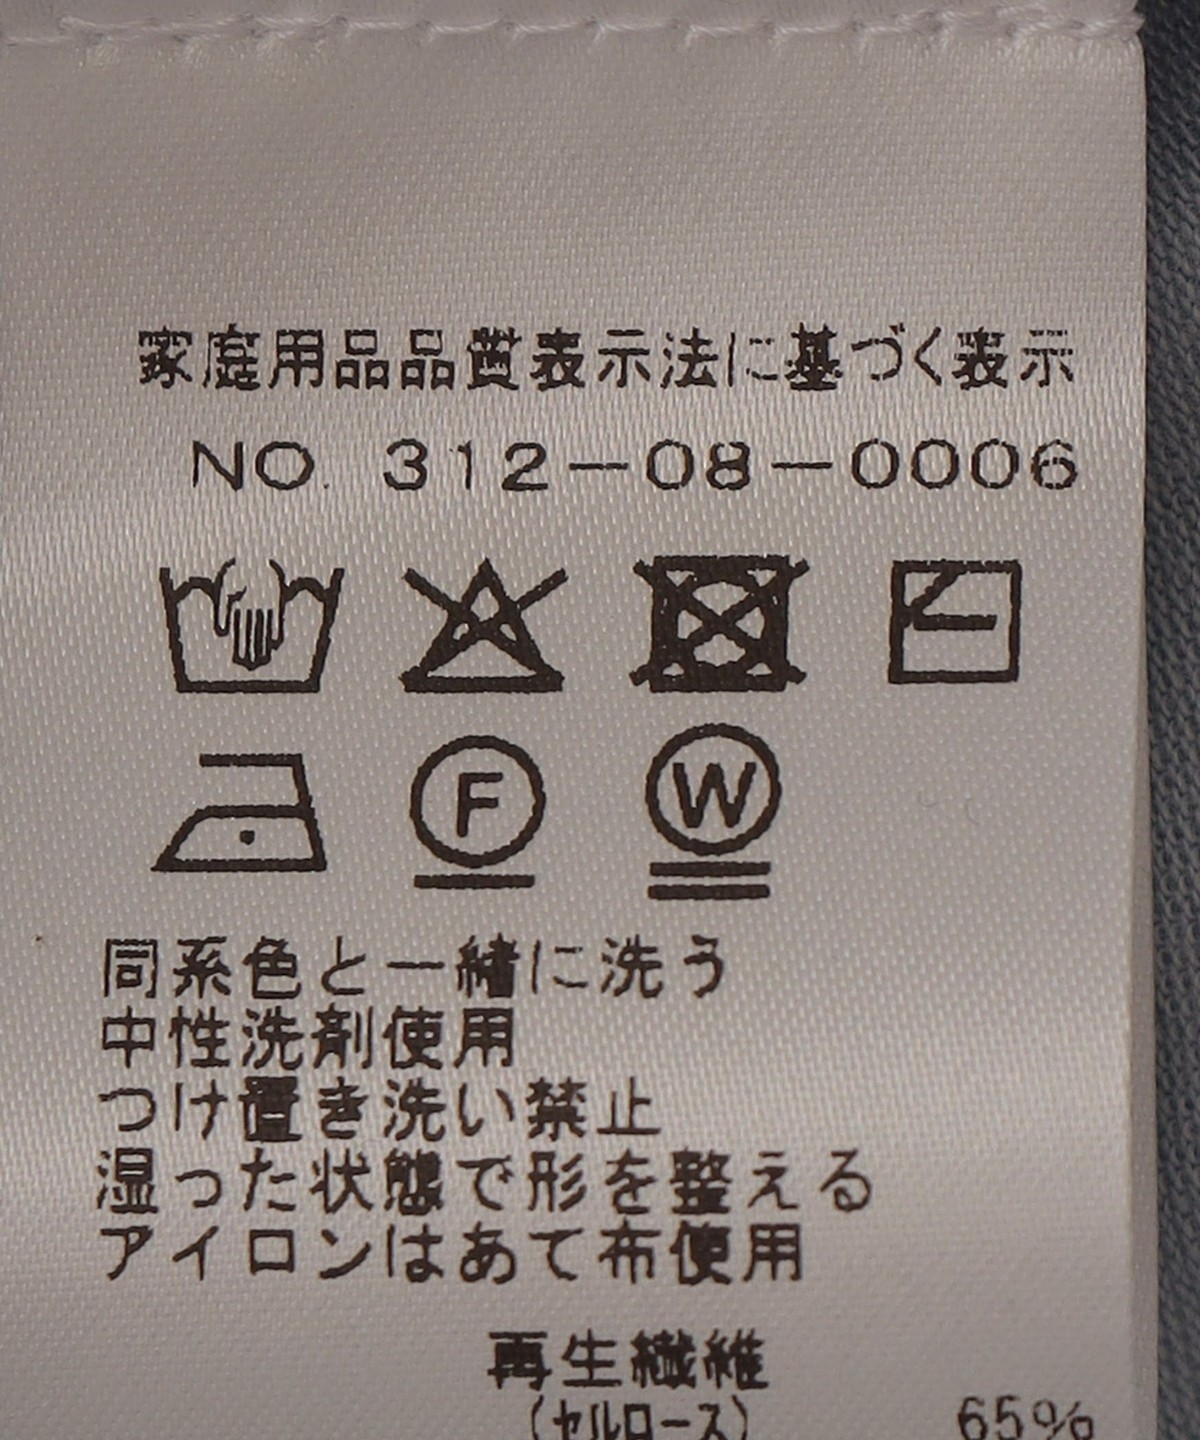 家庭用品品質表示法に基づく表示
NO. 312-08-0006
F W
同系色と一緒に洗う
中性洗剤使用
つけ置き洗い禁止
湿った状態で形を整える
アイロンはあて布使用
再生繊維
(セルロース) 65%